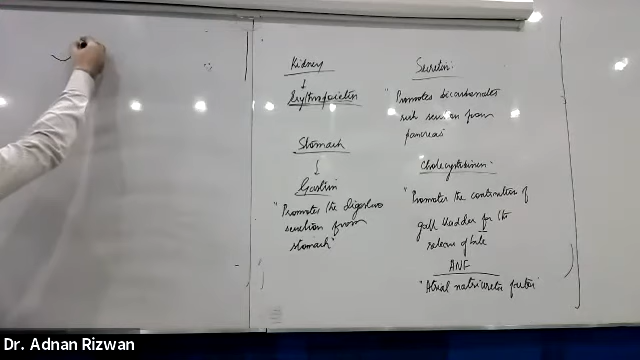 Kidney
↓
Erythropoietin
Stomach
↓
Gastrin
"Promotes the digestive
secretion from
stomach"
Secretin:
"Promotes bicarbonates
rich secretion from
pancreas
Cholecystokinin:
"Promotes the contraction of
gall bladder for the
release of bile
ANF
"Atrial natriuretic factor"
Dr. Adnan Rizwan